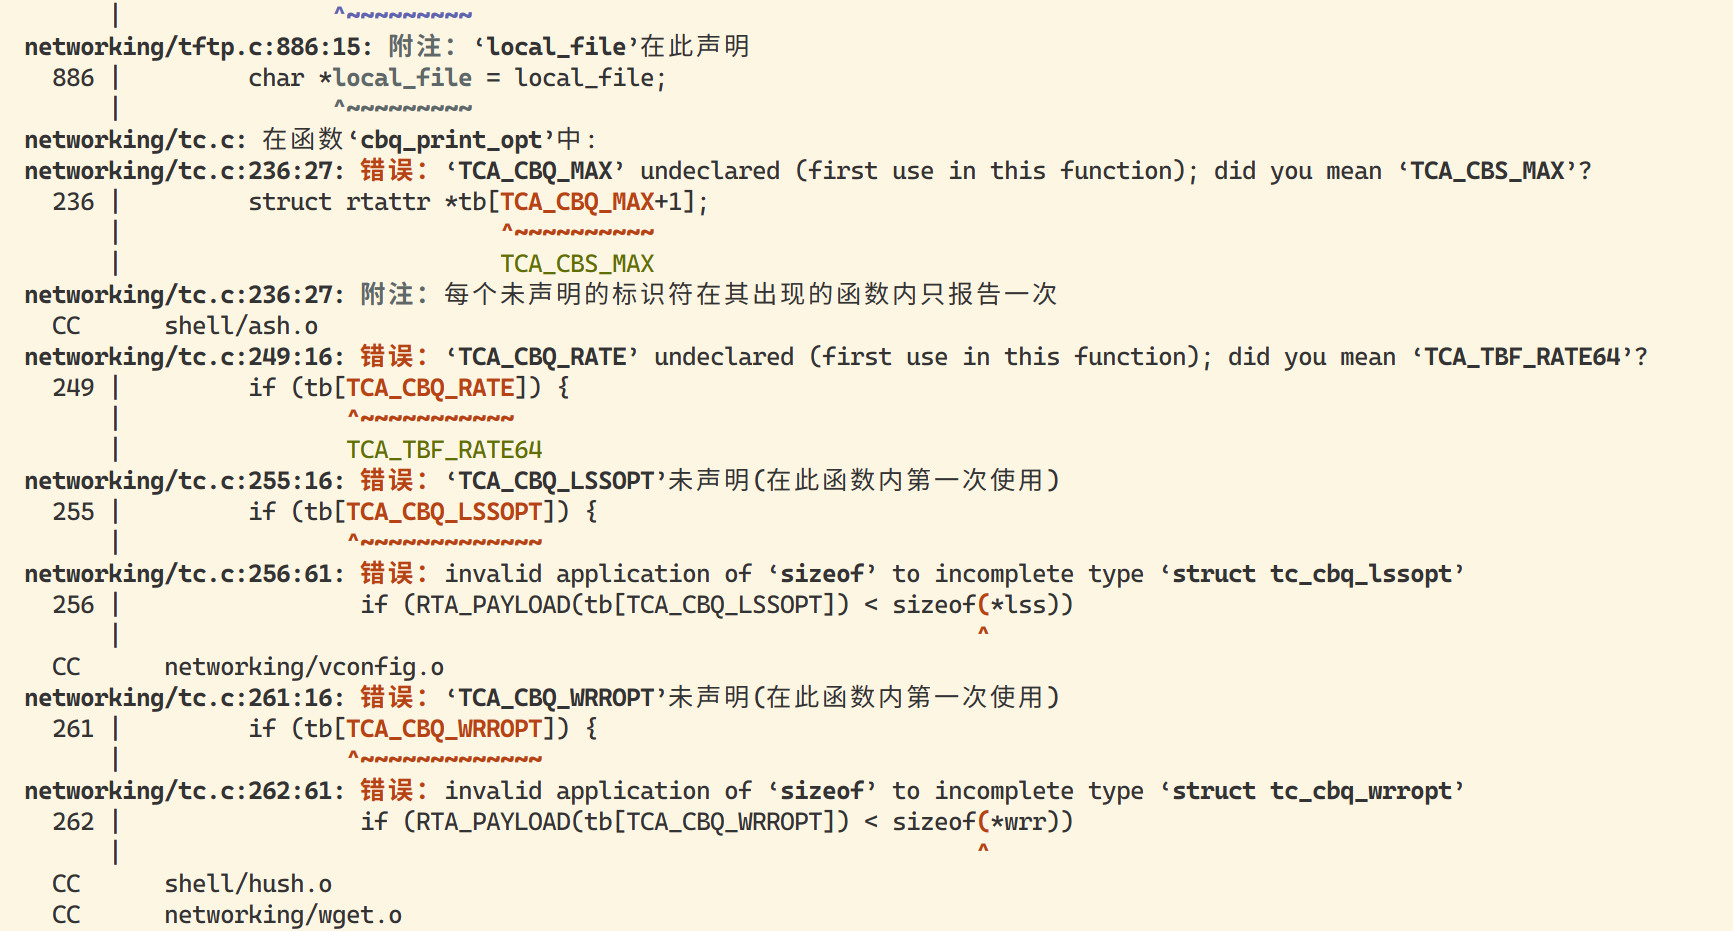 |               ^~~~~~~~~~
networking/tftp.c:886:15: 附注： ‘local_file’在此声明
  886 |         char *local_file = local_file;
      |               ^~~~~~~~~~
networking/tc.c: 在函数‘cbq_print_opt’中:
networking/tc.c:236:27: 错误： ‘TCA_CBQ_MAX’ undeclared (first use in this function); did you mean ‘TCA_CBS_MAX’?
  236 |         struct rtattr *tb[TCA_CBQ_MAX+1];
      |                           ^~~~~~~~~~~
      |                           TCA_CBS_MAX
networking/tc.c:236:27: 附注： 每个未声明的标识符在其出现的函数内只报告一次
  CC      shell/ash.o
networking/tc.c:249:16: 错误： ‘TCA_CBQ_RATE’ undeclared (first use in this function); did you mean ‘TCA_TBF_RATE64’?
  249 |         if (tb[TCA_CBQ_RATE]) {
      |                ^~~~~~~~~~~~
      |                TCA_TBF_RATE64
networking/tc.c:255:16: 错误： ‘TCA_CBQ_LSSOPT’未声明(在此函数内第一次使用)
  255 |         if (tb[TCA_CBQ_LSSOPT]) {
      |                ^~~~~~~~~~~~~~
networking/tc.c:256:61: 错误： invalid application of ‘sizeof’ to incomplete type ‘struct tc_cbq_lssopt’
  256 |                 if (RTA_PAYLOAD(tb[TCA_CBQ_LSSOPT]) < sizeof(*lss))
      |                                                             ^
  CC      networking/vconfig.o
networking/tc.c:261:16: 错误： ‘TCA_CBQ_WRROPT’未声明(在此函数内第一次使用)
  261 |         if (tb[TCA_CBQ_WRROPT]) {
      |                ^~~~~~~~~~~~~~
networking/tc.c:262:61: 错误： invalid application of ‘sizeof’ to incomplete type ‘struct tc_cbq_wrropt’
  262 |                 if (RTA_PAYLOAD(tb[TCA_CBQ_WRROPT]) < sizeof(*wrr))
      |                                                             ^
  CC      shell/hush.o
  CC      networking/wget.o